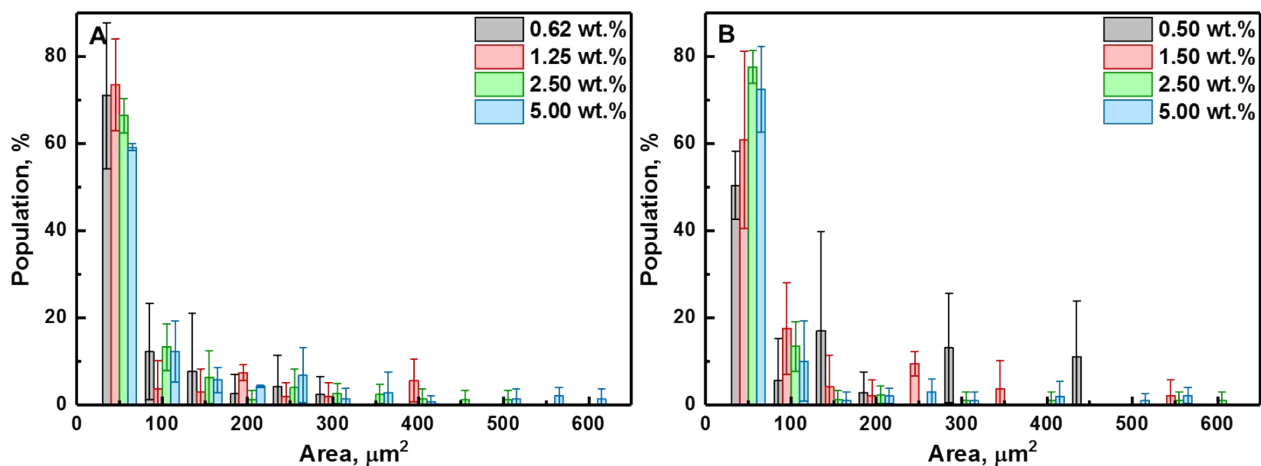 A
0.62 wt.%
1.25 wt.%
2.50 wt.%
5.00 wt.%
Population, %
80
60
40
20
0
0 100 200 300 400 500 600
Area, μm²
B
0.50 wt.%
1.50 wt.%
2.50 wt.%
5.00 wt.%
Population, %
80
60
40
20
0
0 100 200 300 400 500 600
Area, μm²